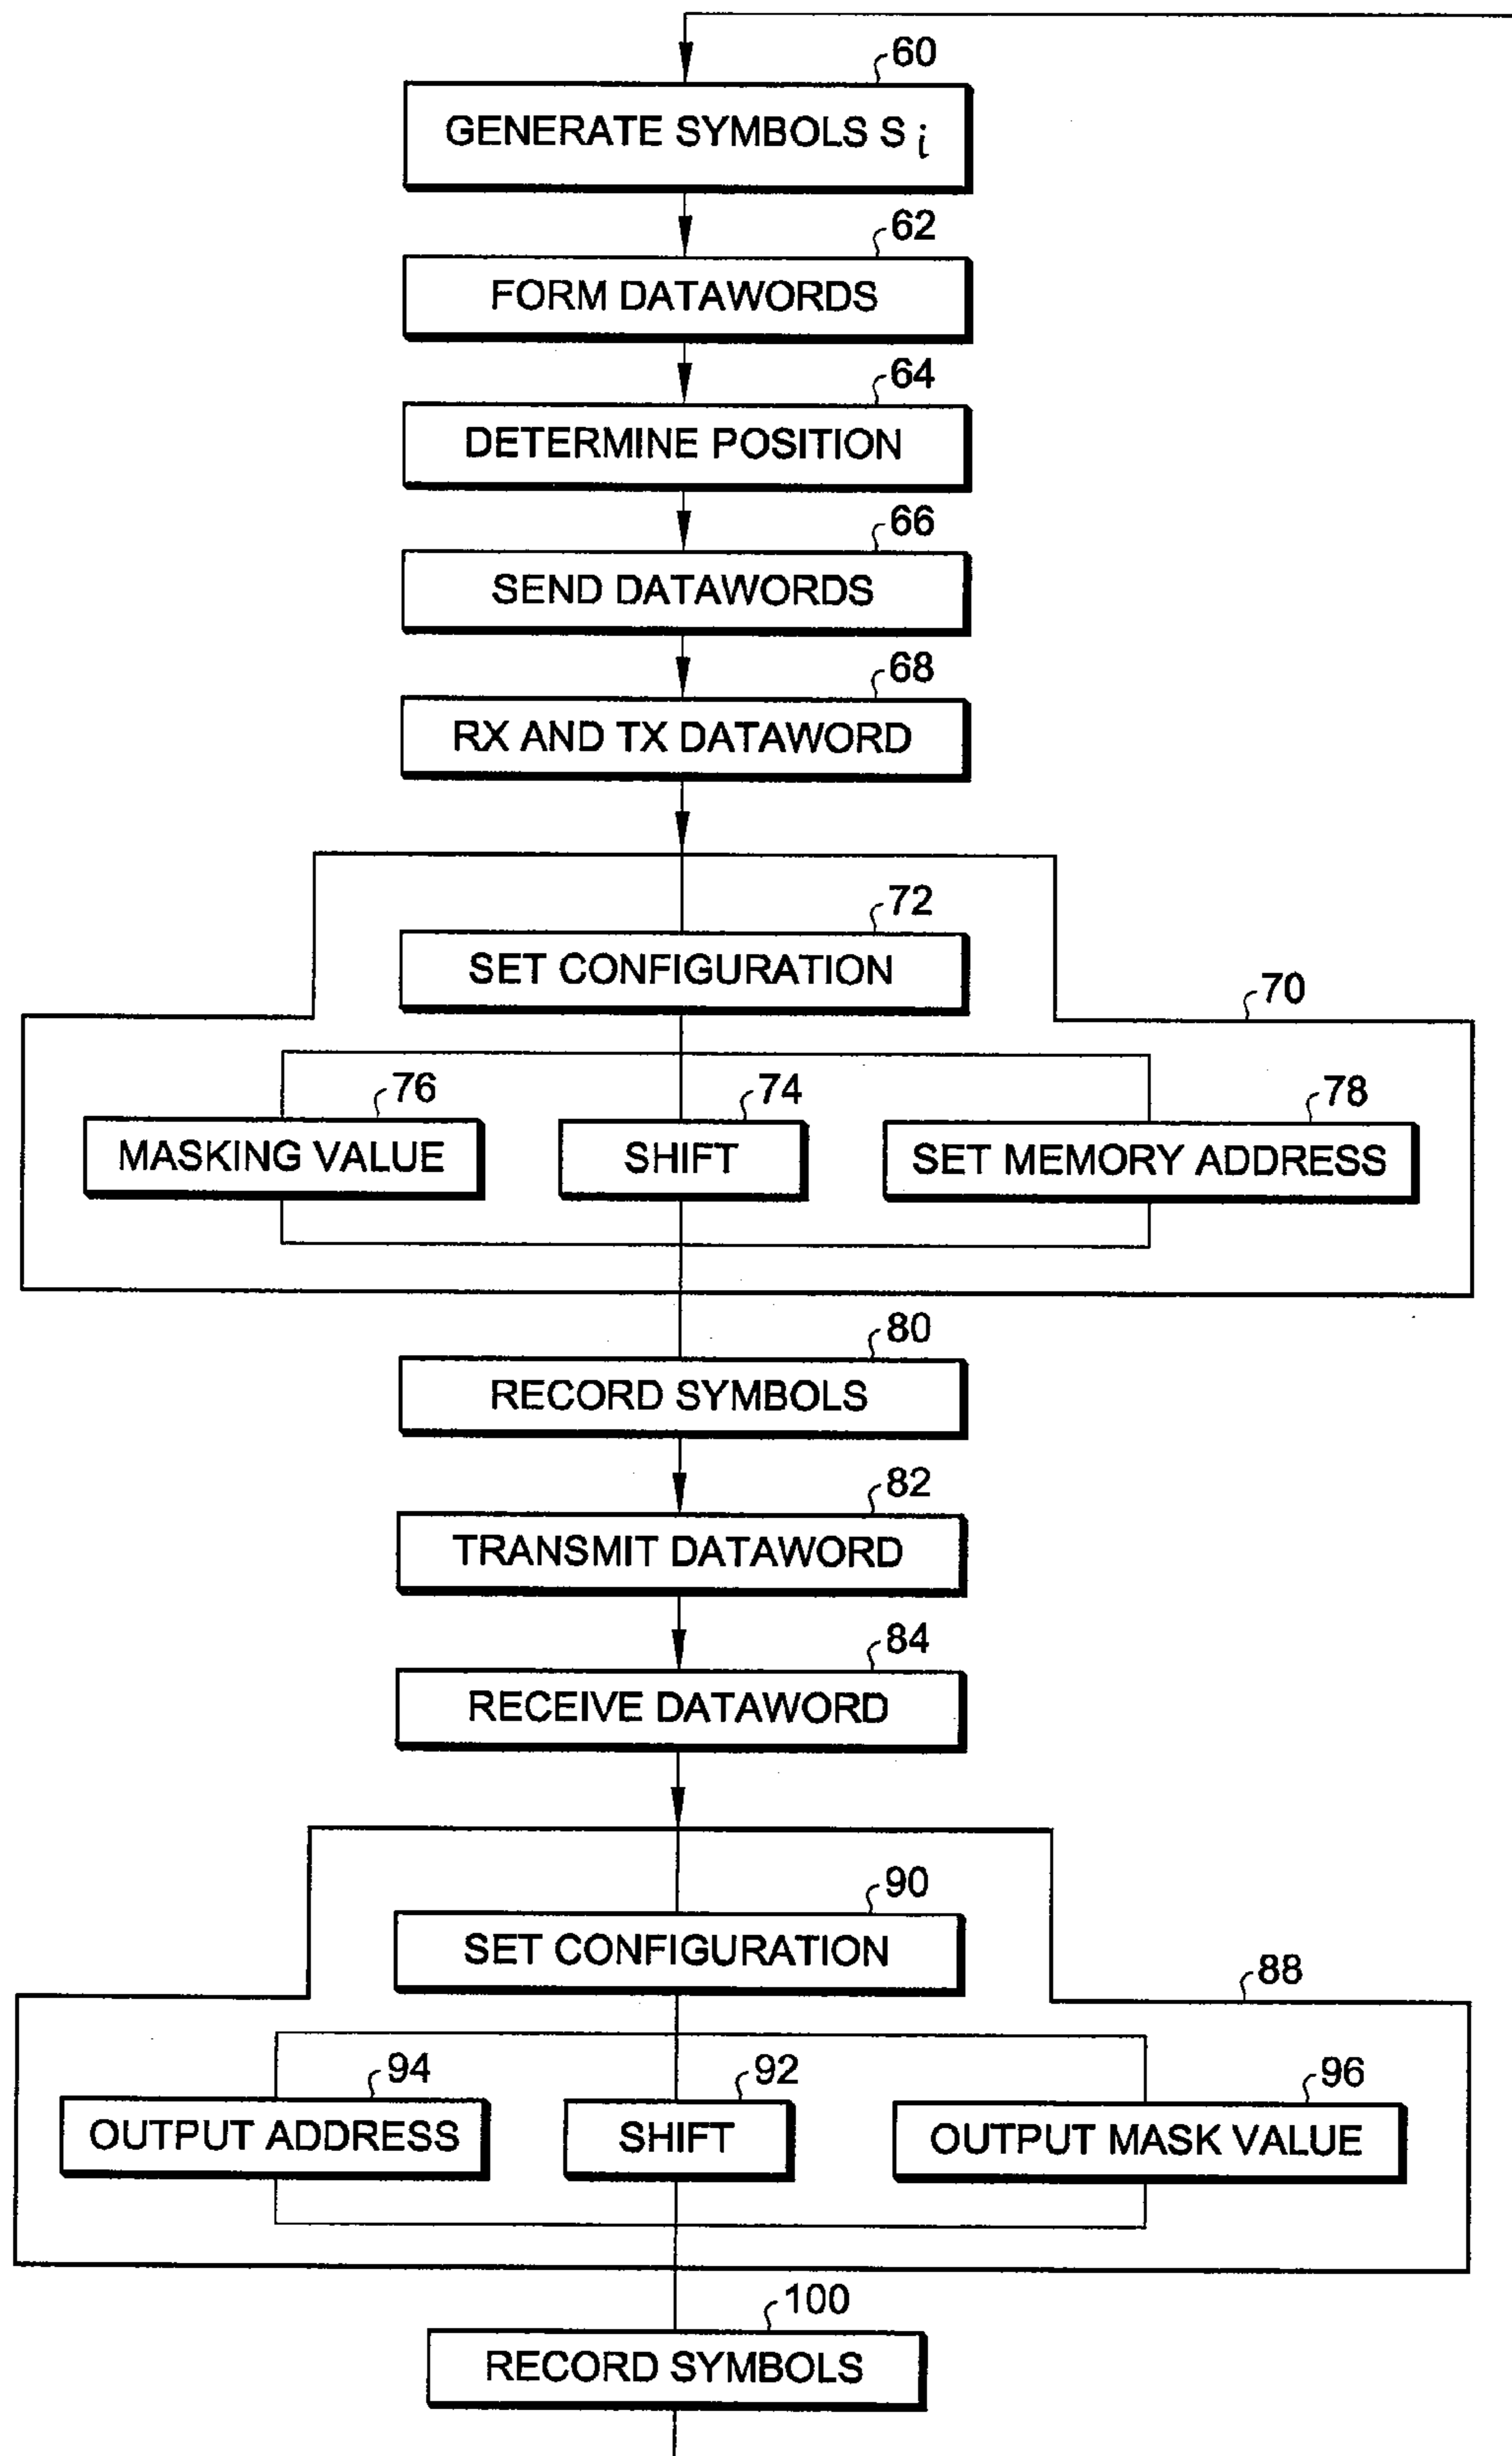 60
GENERATE SYMBOLS S i
62
FORM DATAWORDS
64
DETERMINE POSITION
66
SEND DATAWORDS
68
RX AND TX DATAWORD
72
SET CONFIGURATION
70
76 74 78
MASKING VALUE SHIFT SET MEMORY ADDRESS
80
RECORD SYMBOLS
82
TRANSMIT DATAWORD
84
RECEIVE DATAWORD
90
SET CONFIGURATION
88
94 92 96
OUTPUT ADDRESS SHIFT OUTPUT MASK VALUE
100
RECORD SYMBOLS